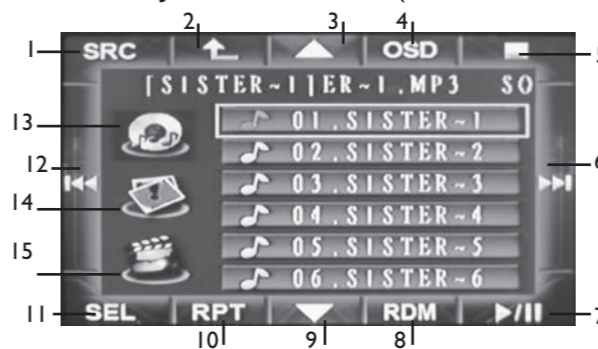 2 3 4
1 SRC OSD 5
[SISTER~1]ER~1.MP3 SO
13 01.SISTER~1
02.SISTER~2
12 6
03.SISTER~3
14 04.SISTER~4
15 05.SISTER~5
06.SISTER~6
11 SEL RPT RDM ▶/II 7
10 9 8